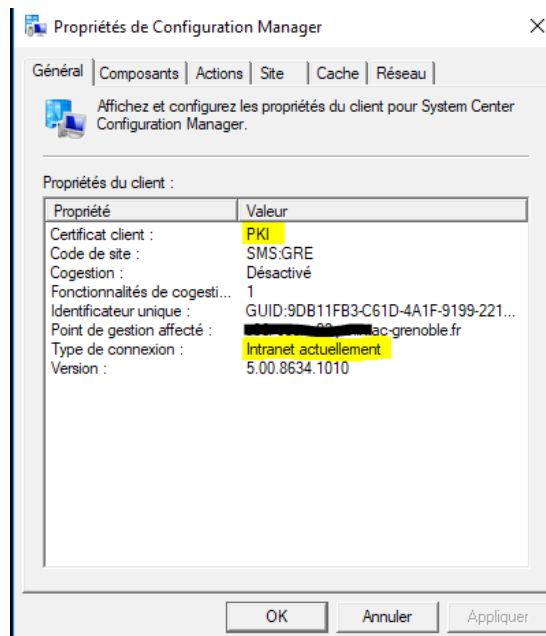 Propriétés de Configuration Manager
Général Composants Actions Site Cache Réseau
Affichez et configurez les propriétés du client pour System Center
Configuration Manager.
Propriétés du client :
Propriété Valeur
Certificat client : PKI
Code de site : SMS:GRE
Cogestion : Désactivé
Fonctionnalités de cogesti... 1
Identificateur unique : GUID:9DB11FB3-C61D-4A1F-9199-221...
Point de gestion affecté : ac-grenoble.fr
Type de connexion : Intranet actuellement
Version : 5.00.8634.1010
OK Annuler Appliquer